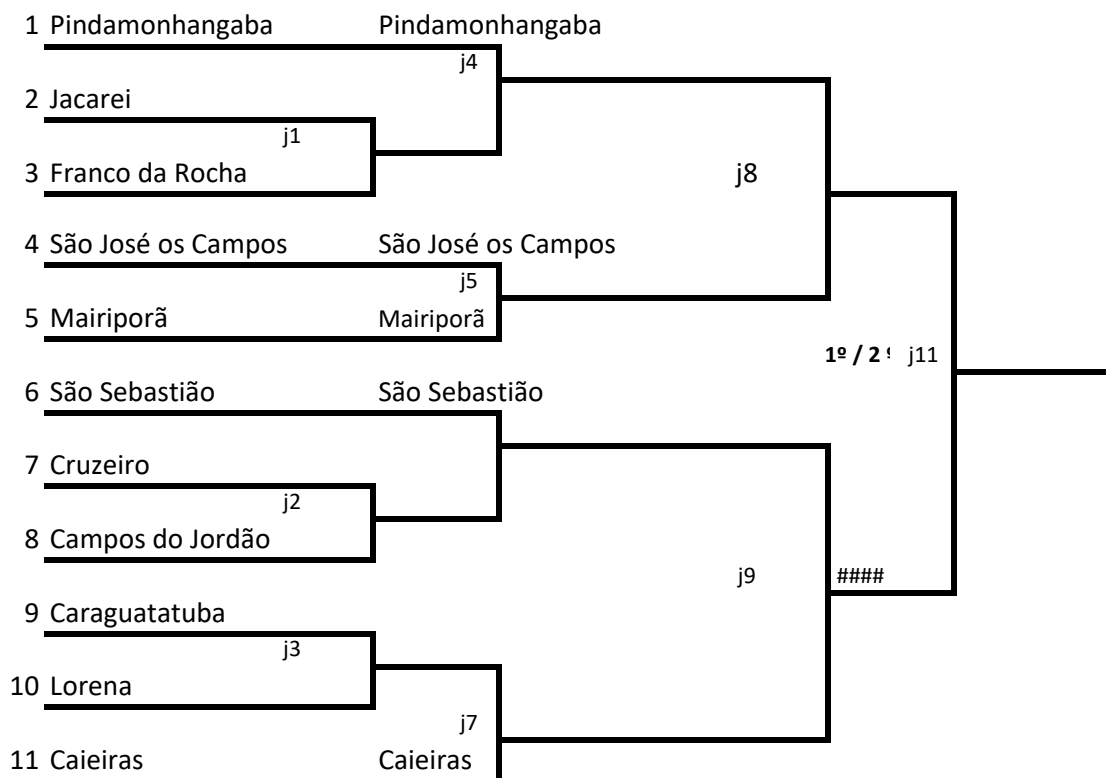 1 Pindamonhangaba Pindamonhangaba
j4
2 Jacarei
j1
3 Franco da Rocha
j8
4 São José os Campos São José os Campos
j5
5 Mairiporã Mairiporã
1º / 2 º j11
6 São Sebastião São Sebastião
7 Cruzeiro
j2
8 Campos do Jordão
j9 ####
9 Caraguatatuba
j3
10 Lorena
j7
11 Caieiras Caieiras